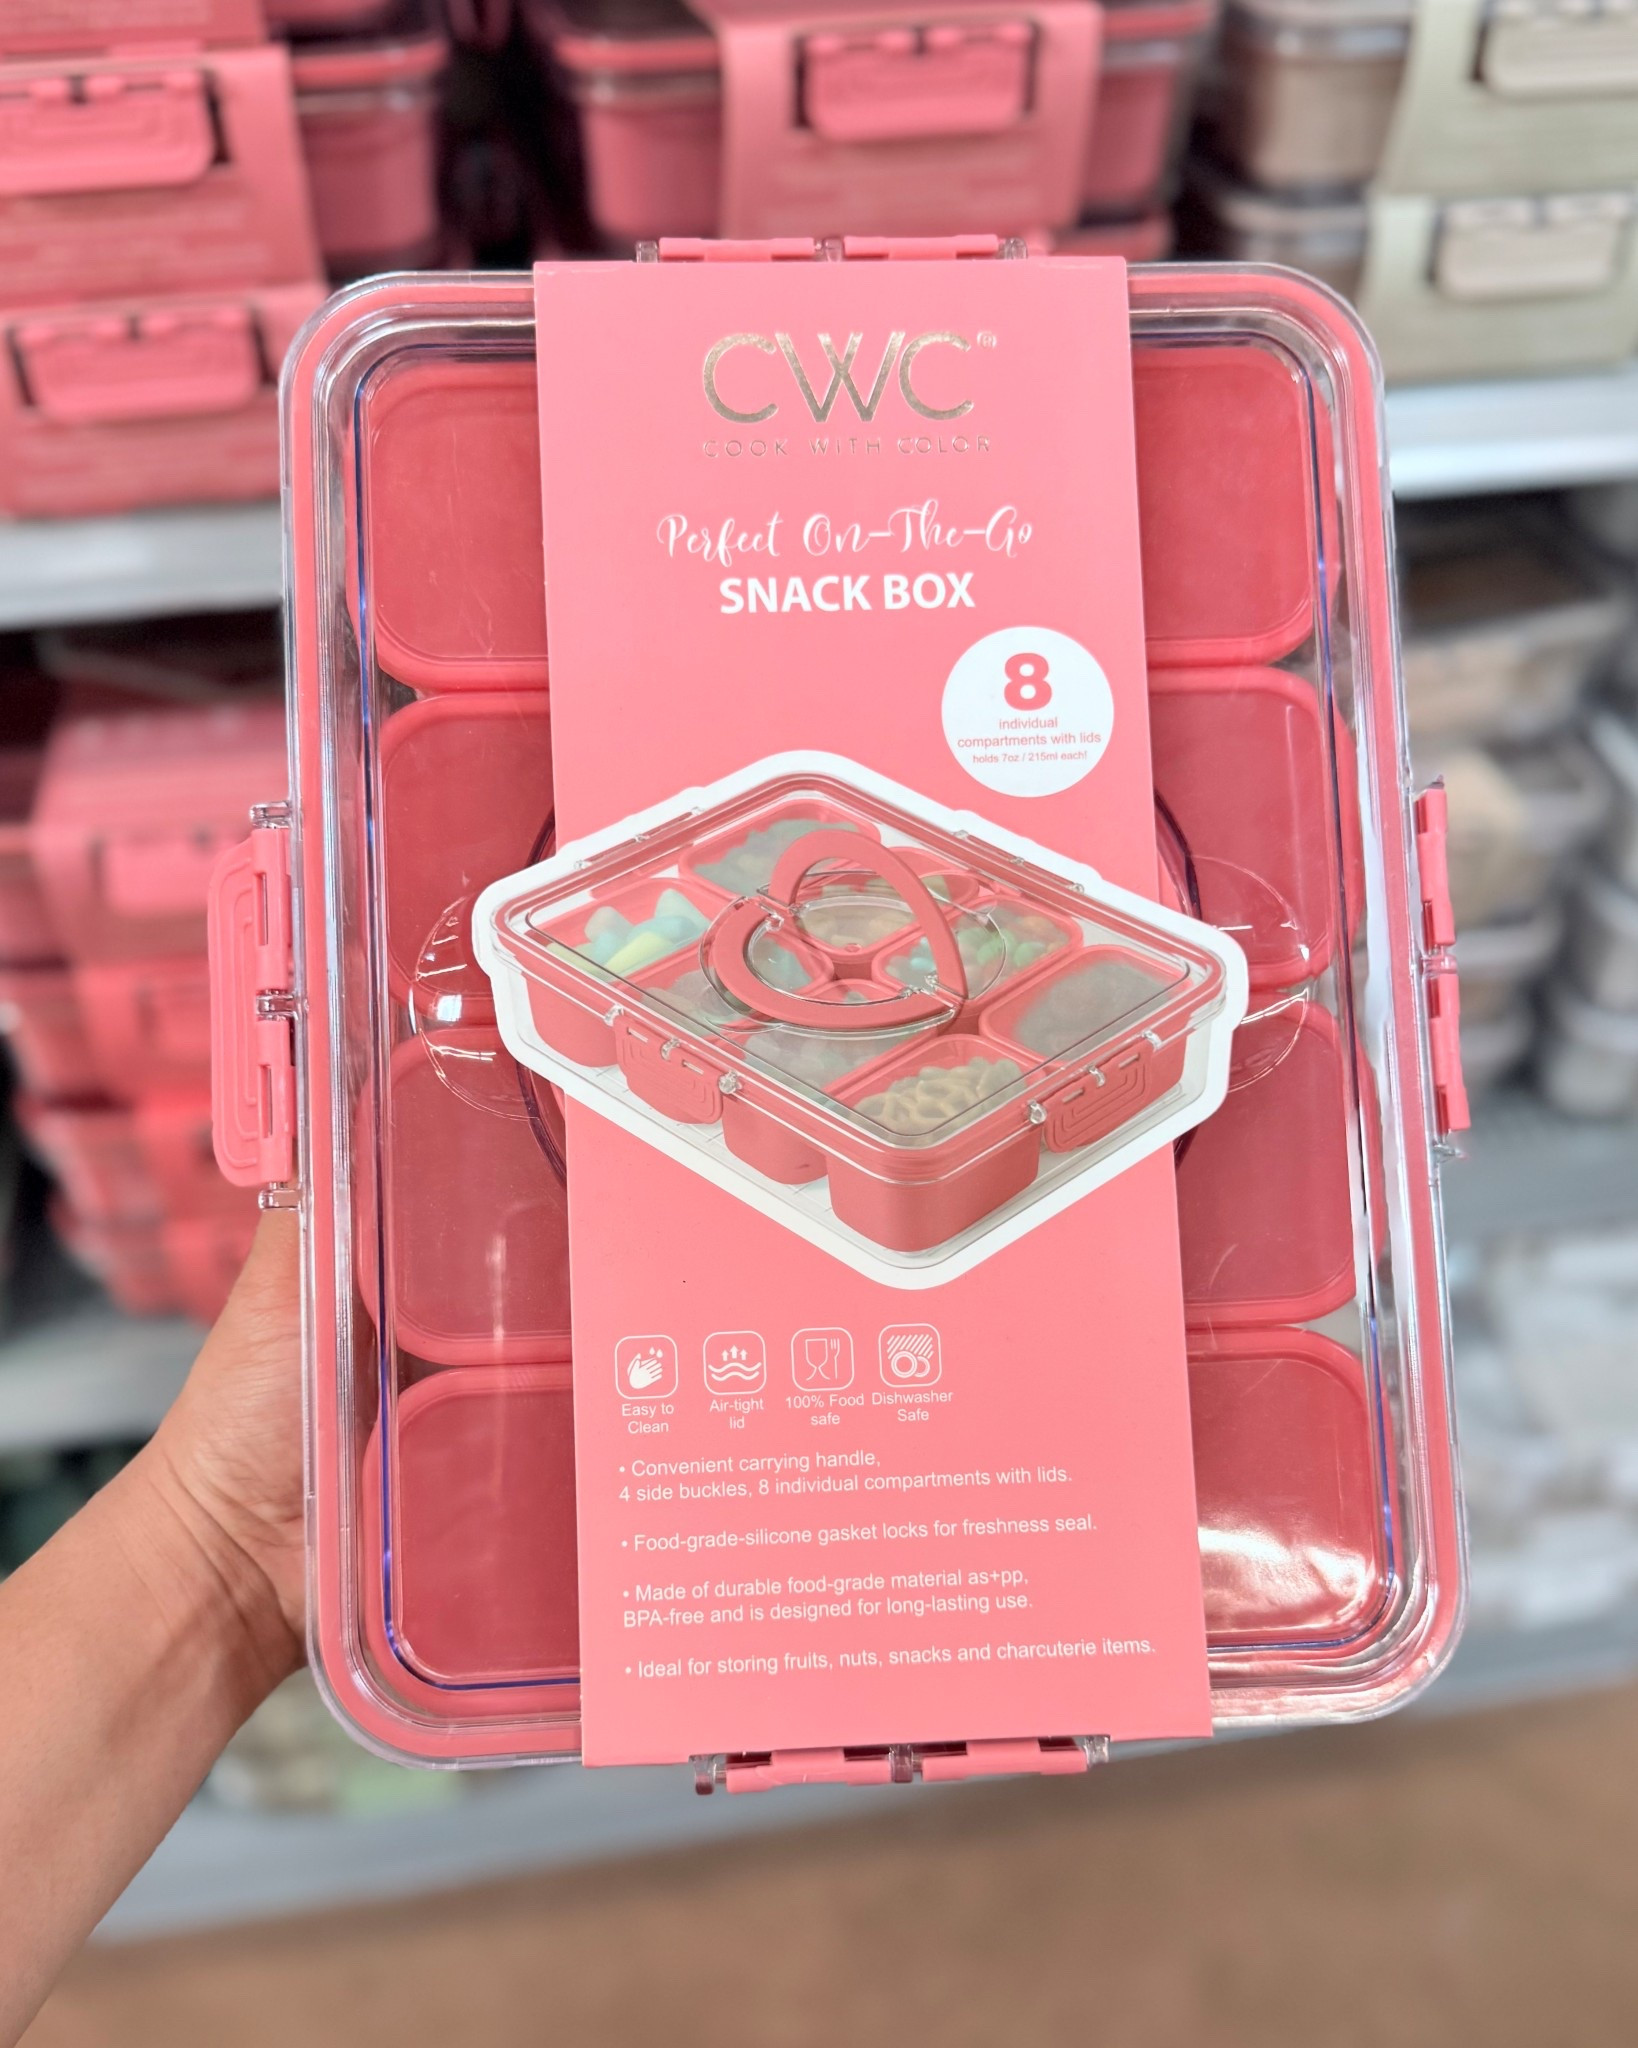 CWC®
COOK WITH COLOR
Perfect On-The-Go
SNACK BOX
8
individual
compartments with lids
holds 7oz / 215ml each!
Easy to
Clean
Air-tight
lid
100% Food
safe
Dishwasher
Safe
• Convenient carrying handle,
4 side buckles, 8 individual compartments with lids.
• Food-grade-silicone gasket locks for freshness seal.
• Made of durable food-grade material as+pp,
BPA-free and is designed for long-lasting use.
• Ideal for storing fruits, nuts, snacks and charcuterie items.